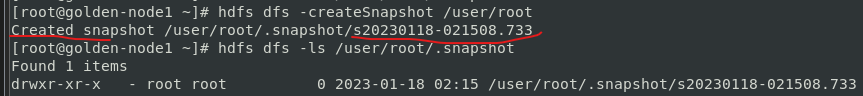 [root@golden-node1 ~]# hdfs dfs -createSnapshot /user/root
Created snapshot /user/root/.snapshot/s20230118-021508.733
[root@golden-node1 ~]# hdfs dfs -ls /user/root/.snapshot
Found 1 items
drwxr-xr-x   - root root          0 2023-01-18 02:15 /user/root/.snapshot/s20230118-021508.733